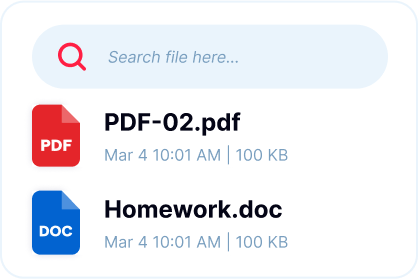 Search file here...
PDF
PDF-02.pdf
Mar 4 10:01 AM | 100 KB
DOC
Homework.doc
Mar 4 10:01 AM | 100 KB